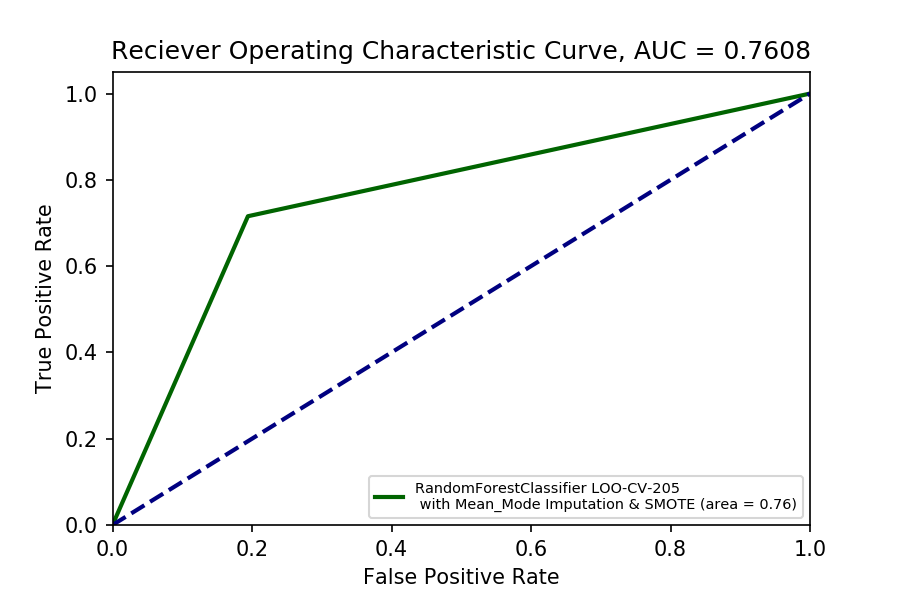 Reciever Operating Characteristic Curve, AUC = 0.7608
True Positive Rate
1.0
0.8
0.6
0.4
0.2
0.0
RandomForestClassifier LOO-CV-205
with Mean_Mode Imputation & SMOTE (area = 0.76)
0.0 0.2 0.4 0.6 0.8 1.0
False Positive Rate